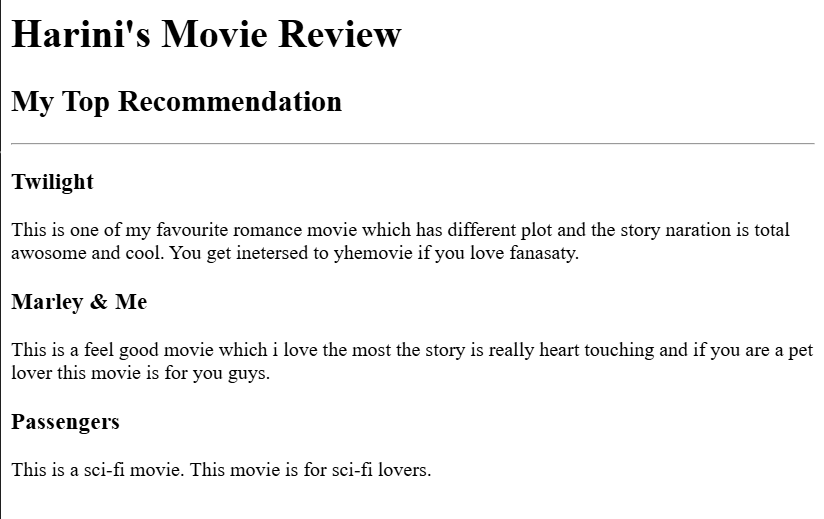 Harini's Movie Review
My Top Recommendation
Twilight
This is one of my favourite romance movie which has different plot and the story naration is total
awosome and cool. You get inetersed to yhemovie if you love fanasaty.
Marley & Me
This is a feel good movie which i love the most the story is really heart touching and if you are a pet
lover this movie is for you guys.
Passengers
This is a sci-fi movie. This movie is for sci-fi lovers.